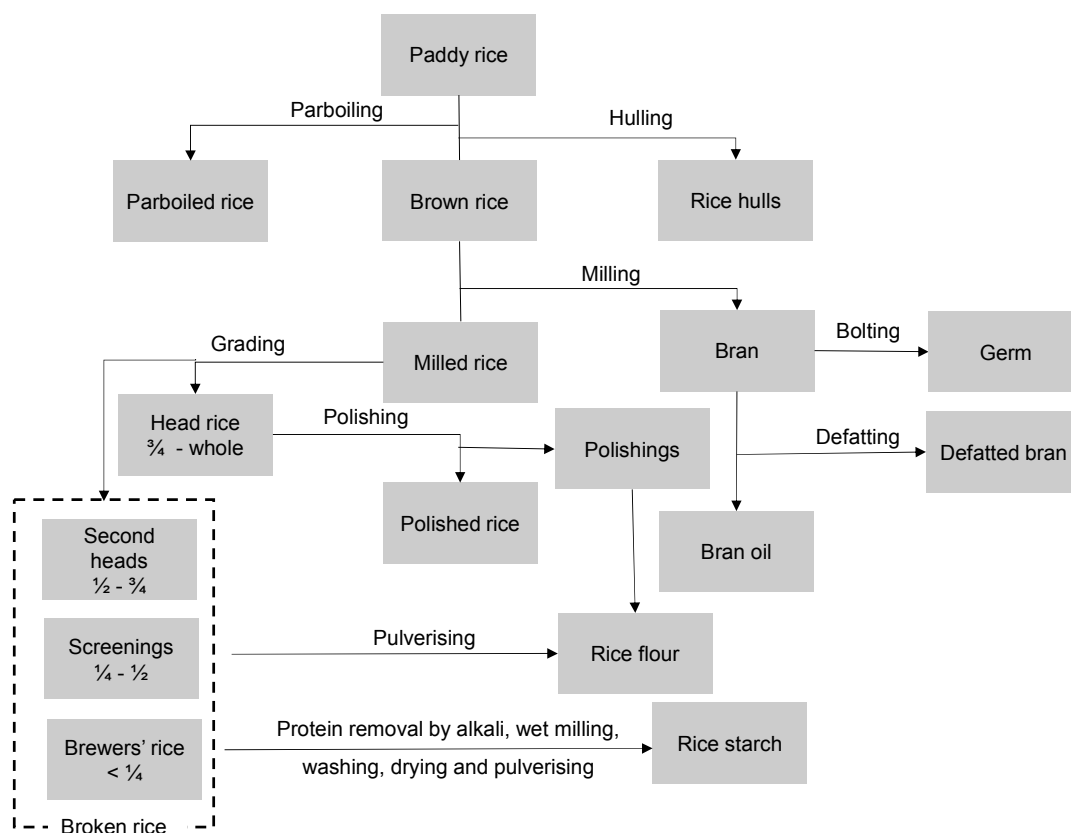 Paddy rice
Parboiling
Hulling
Parboiled rice
Brown rice
Rice hulls
Milling
Grading
Milled rice
Bran
Bolting
Germ
Head rice
¾ - whole
Polishing
Polishings
Defatting
Defatted bran
Polished rice
Bran oil
Second
heads
½ - ¾
Screenings
¼ - ½
Pulverising
Rice flour
Brewers' rice
< ¼
Protein removal by alkali, wet milling,
washing, drying and pulverising
Rice starch
Broken rice